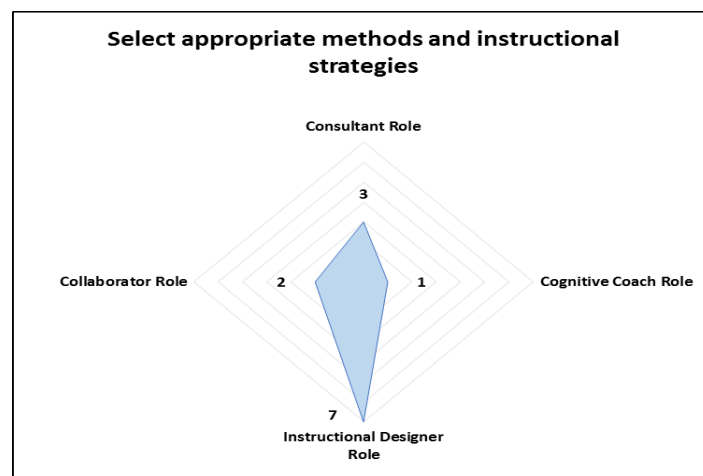 Select appropriate methods and instructional
strategies
Consultant Role
3
Collaborator Role
2
1
Cognitive Coach Role
7
Instructional Designer
Role